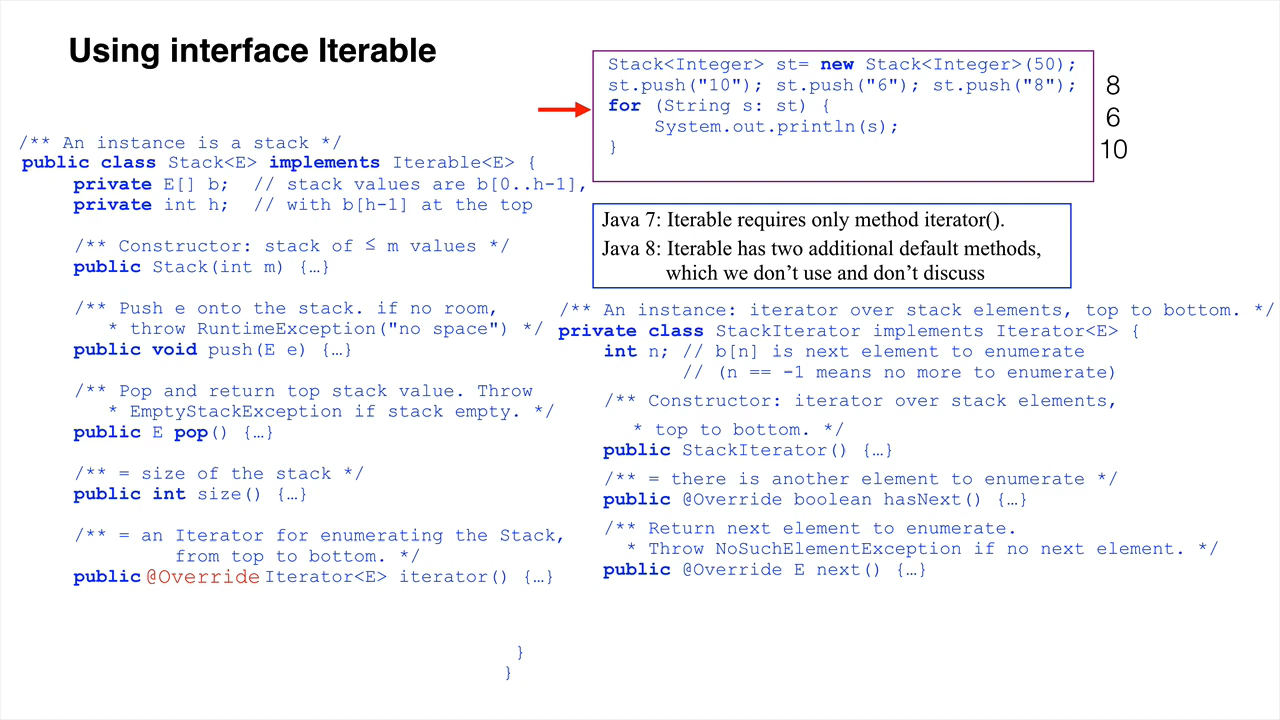 Using interface Iterable
Stack<Integer> st= new Stack<Integer>(50);
st.push("10"); st.push("6"); st.push("8");
for (String s: st) {
System.out.println(s);
}
8
6
10
/** An instance is a stack */
public class Stack<E> implements Iterable<E> {
private E[] b; // stack values are b[0..h-1],
private int h; // with b[h-1] at the top
/** Constructor: stack of ≤ m values */
public Stack(int m) {…}
/** Push e onto the stack. if no room,
* throw RuntimeException("no space") */
public void push(E e) {…}
/** Pop and return top stack value. Throw
* EmptyStackException if stack empty. */
public E pop() {…}
/** = size of the stack */
public int size() {…}
/** = an Iterator for enumerating the Stack,
from top to bottom. */
public @Override Iterator<E> iterator() {…}
Java 7: Iterable requires only method iterator().
Java 8: Iterable has two additional default methods,
which we don’t use and don’t discuss
/** An instance: iterator over stack elements, top to bottom. */
private class StackIterator implements Iterator<E> {
int n; // b[n] is next element to enumerate
// (n == -1 means no more to enumerate)
/** Constructor: iterator over stack elements,
* top to bottom. */
public StackIterator() {…}
/** = there is another element to enumerate */
public @Override boolean hasNext() {…}
/** Return next element to enumerate.
* Throw NoSuchElementException if no next element. */
public @Override E next() {…}
}
}